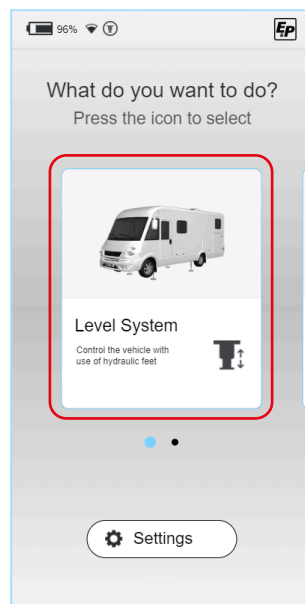 96%
E&P
What do you want to do?
Press the icon to select
Level System
Control the vehicle with
use of hydraulic feet
Settings